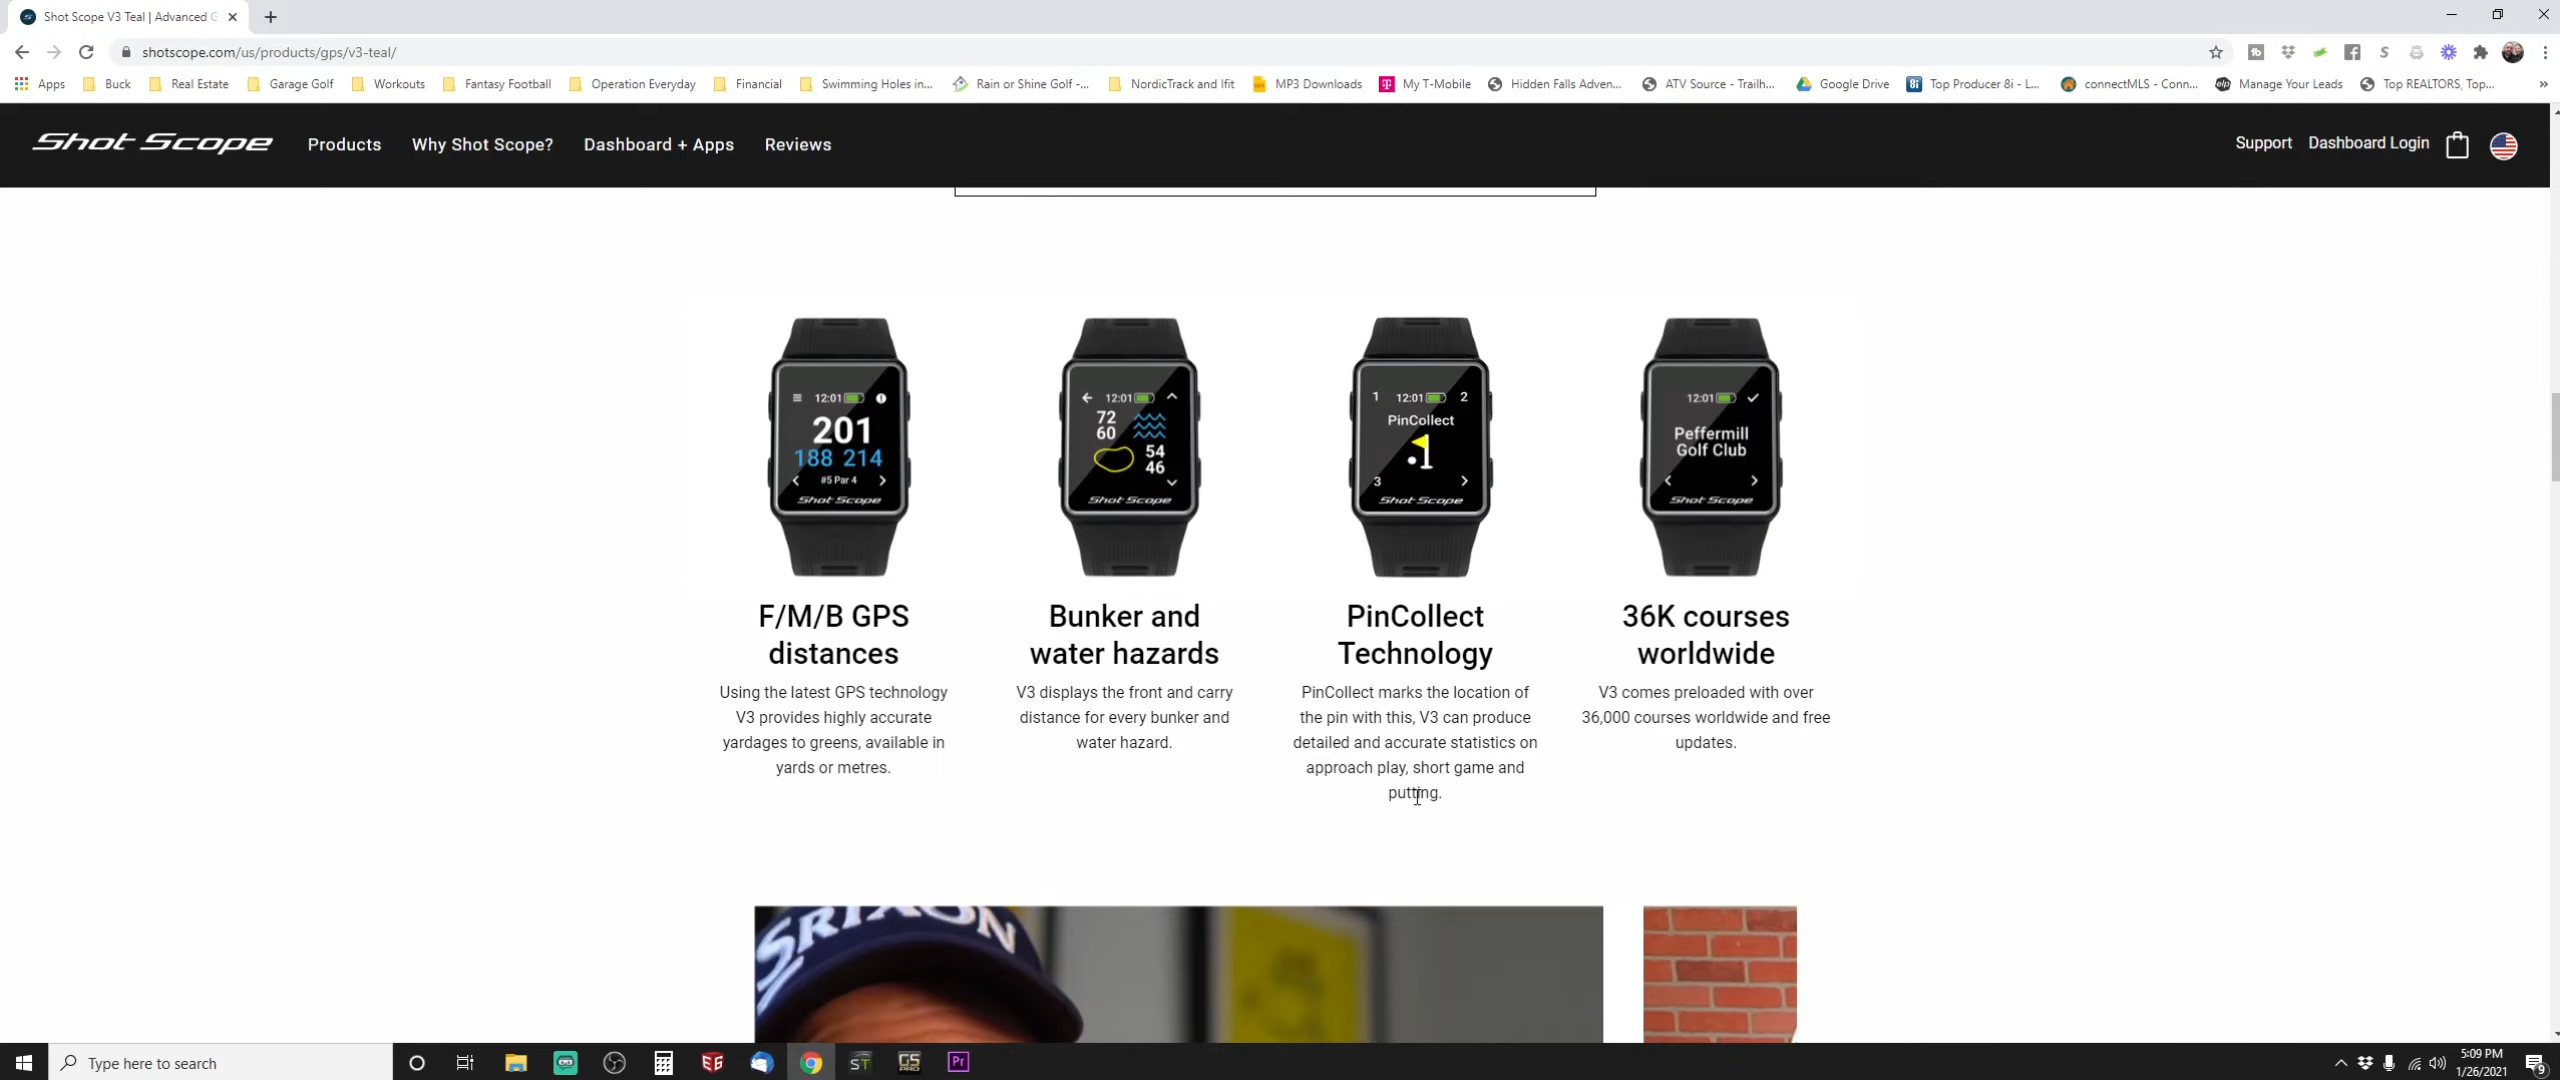 Shot Scope V3 Teal | Advanced G
shotscope.com/us/products/gps/v3-teal/
Apps Buck Real Estate Garage Golf Workouts Fantasy Football Operation Everyday Financial Swimming Holes in... Rain or Shine Golf -... NordicTrack and Ifit MP3 Downloads My T-Mobile Hidden Falls Adven... ATV Source - Trailh... Google Drive Top Producer 8i - L... connectMLS - Conn... Manage Your Leads Top REALTORS, Top... »
Shot Scope Products Why Shot Scope? Dashboard + Apps Reviews Support Dashboard Login
12:01
201
188 214
#5 Par 4
Shot Scope
12:01
72
60
54
46
Shot Scope
1 12:01 2
PinCollect
3
Shot Scope
12:01
Peffermill
Golf Club
Shot Scope
F/M/B GPS
distances
Using the latest GPS technology
V3 provides highly accurate
yardages to greens, available in
yards or metres.
Bunker and
water hazards
V3 displays the front and carry
distance for every bunker and
water hazard.
PinCollect
Technology
PinCollect marks the location of
the pin with this, V3 can produce
detailed and accurate statistics on
approach play, short game and
putting.
36K courses
worldwide
V3 comes preloaded with over
36,000 courses worldwide and free
updates.
SRIXON
Type here to search
ST
GS
PRO
Pr
5:09 PM
1/26/2021
9